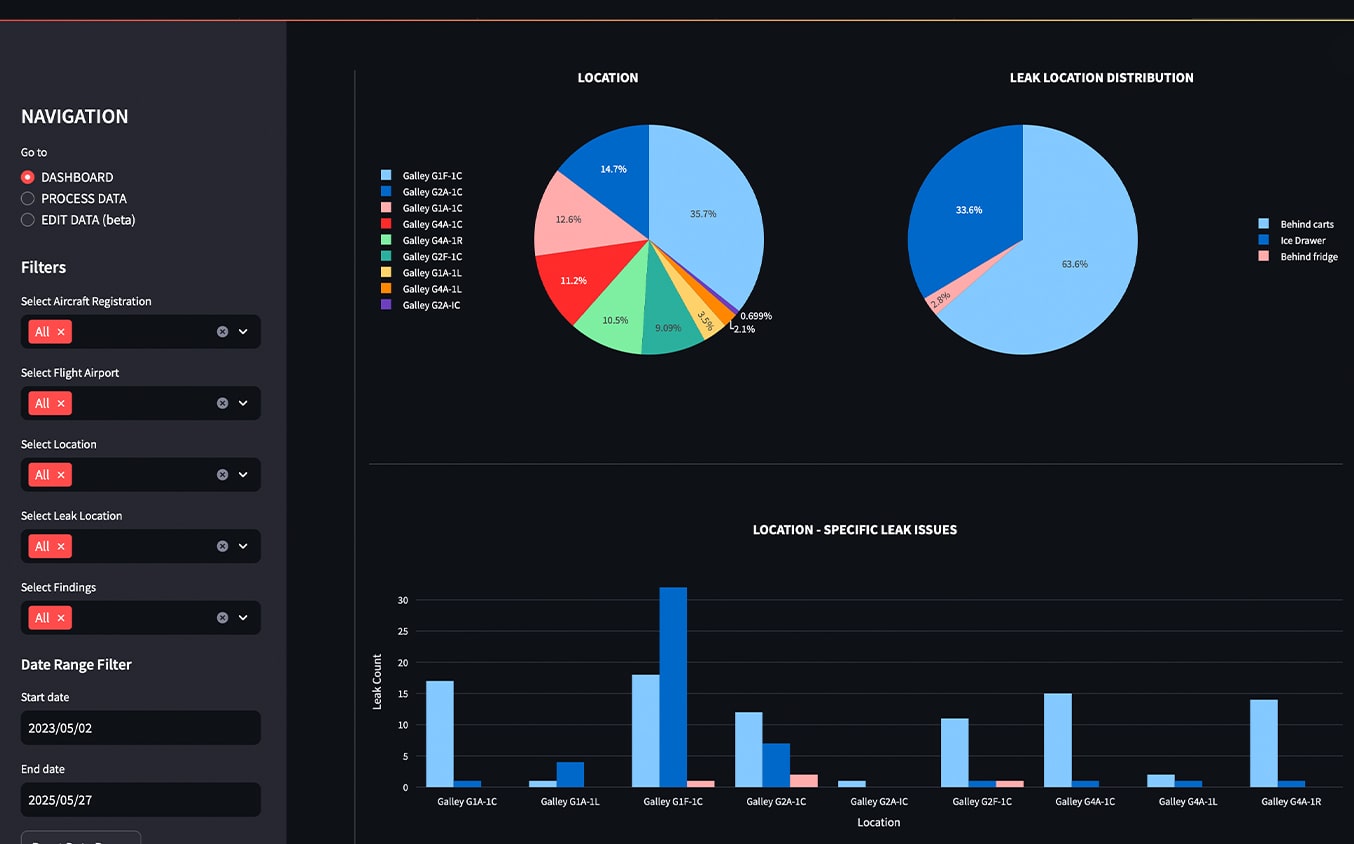 NAVIGATION
Go to
DASHBOARD
PROCESS DATA
EDIT DATA (beta)
Filters
Select Aircraft Registration
All ×
Select Flight Airport
All ×
Select Location
All ×
Select Leak Location
All ×
Select Findings
All ×
Date Range Filter
Start date
2023/05/02
End date
2025/05/27
LOCATION
Galley G1F-1C
Galley G2A-1C
Galley G1A-1C
Galley G4A-1C
Galley G4A-1R
Galley G2F-1C
Galley G1A-1L
Galley G4A-1L
Galley G2A-IC
14.7%
35.7%
12.6%
11.2%
10.5%
9.09%
3.5%
0.699%
2.1%
LEAK LOCATION DISTRIBUTION
33.6%
63.6%
2.8%
Behind carts
Ice Drawer
Behind fridge
LOCATION - SPECIFIC LEAK ISSUES
Leak Count
30
25
20
15
10
5
0
Galley G1A-1C Galley G1A-1L Galley G1F-1C Galley G2A-1C Galley G2A-IC Galley G2F-1C Galley G4A-1C Galley G4A-1L Galley G4A-1R
Location